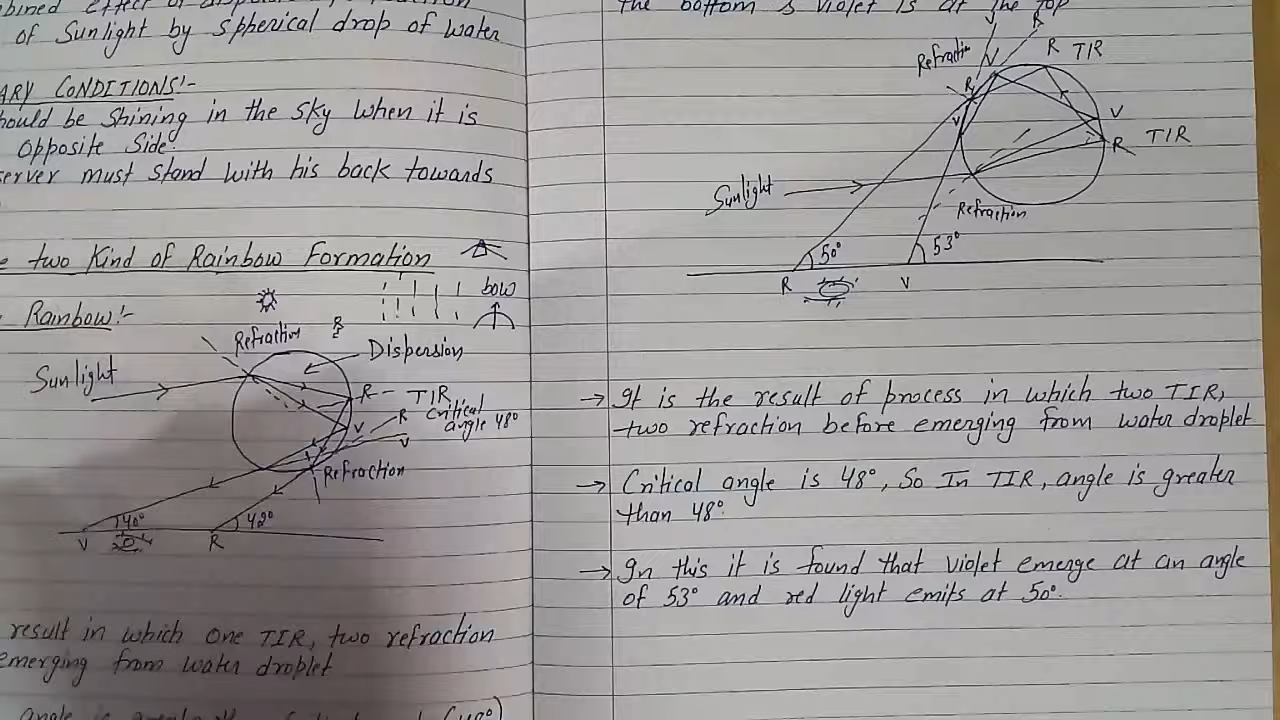 of Sunlight by spherical drop of water
ARY CONDITIONS:-
hould be Shining in the sky when it is
Opposite Side.
server must stand with his back towards
e two Kind of Rainbow Formation
bow
Rainbow:-
Refraction
R
Dispersion
Sunlight
R - TIR
R Critical
angle 48°
V
V
Refraction
40°
42°
V
R
result in which one TIR, two refraction
emerging from water droplet
the bottom & violet is at the top
R
Refraction
V
R TIR
R
V
V
R TIR
Sunlight
Refraction
50°
53°
R
V
→ It is the result of process in which two TIR,
two refraction before emerging from water droplet
→ Critical angle is 48°, So In TIR, angle is greater
than 48°.
→ In this it is found that violet emerge at an angle
of 53° and red light emits at 50°.